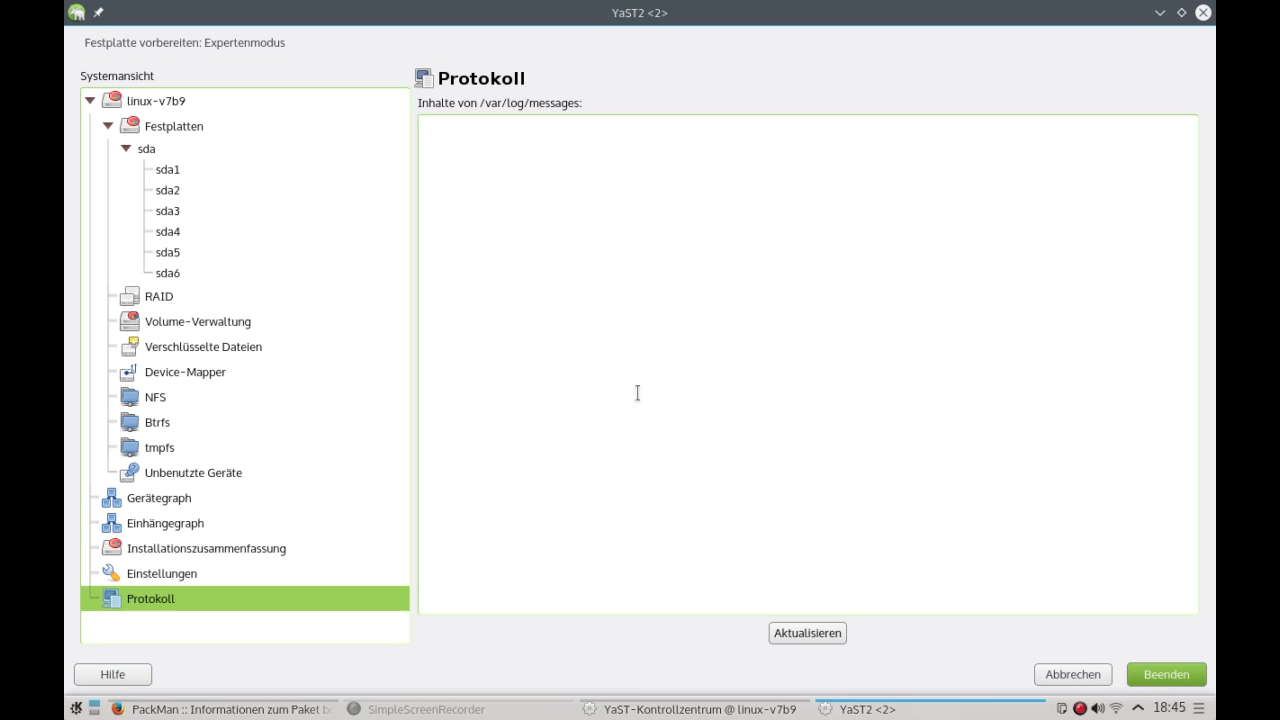 YaST2 <2>
Festplatte vorbereiten: Expertenmodus
Systemansicht
linux-v7b9
Festplatten
sda
sda1
sda2
sda3
sda4
sda5
sda6
RAID
Volume-Verwaltung
Verschlüsselte Dateien
Device-Mapper
NFS
Btrfs
tmpfs
Unbenutzte Geräte
Gerätegraph
Einhängegraph
Installationszusammenfassung
Einstellungen
Protokoll
Protokoll
Inhalte von /var/log/messages:
Aktualisieren
Hilfe
Abbrechen
Beenden
PackMan :: Informationen zum Paket
SimpleScreenRecorder
YaST-Kontrollzentrum @ linux-v7b9
YaST2 <2>
18:45